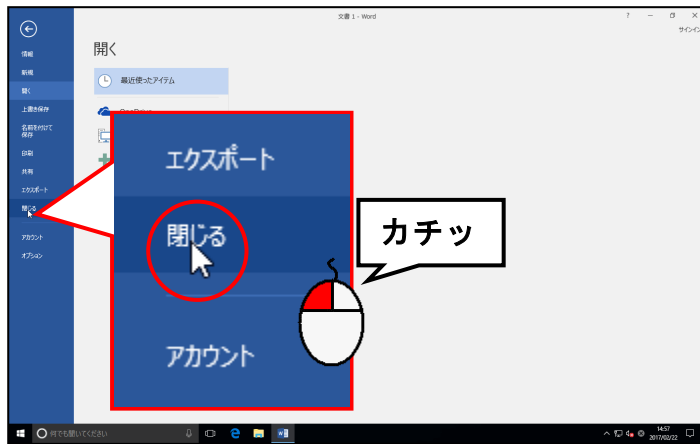 文書 1 - Word
?
サインイン
情報
新規
開く
上書き保存
名前を付けて
保存
印刷
共有
エクスポート
閉じる
アカウント
オプション
開く
最近使ったアイテム
OneDrive
エクスポート
閉じる
アカウント
カチッ
何でも聞いてください
14:57
2017/02/22